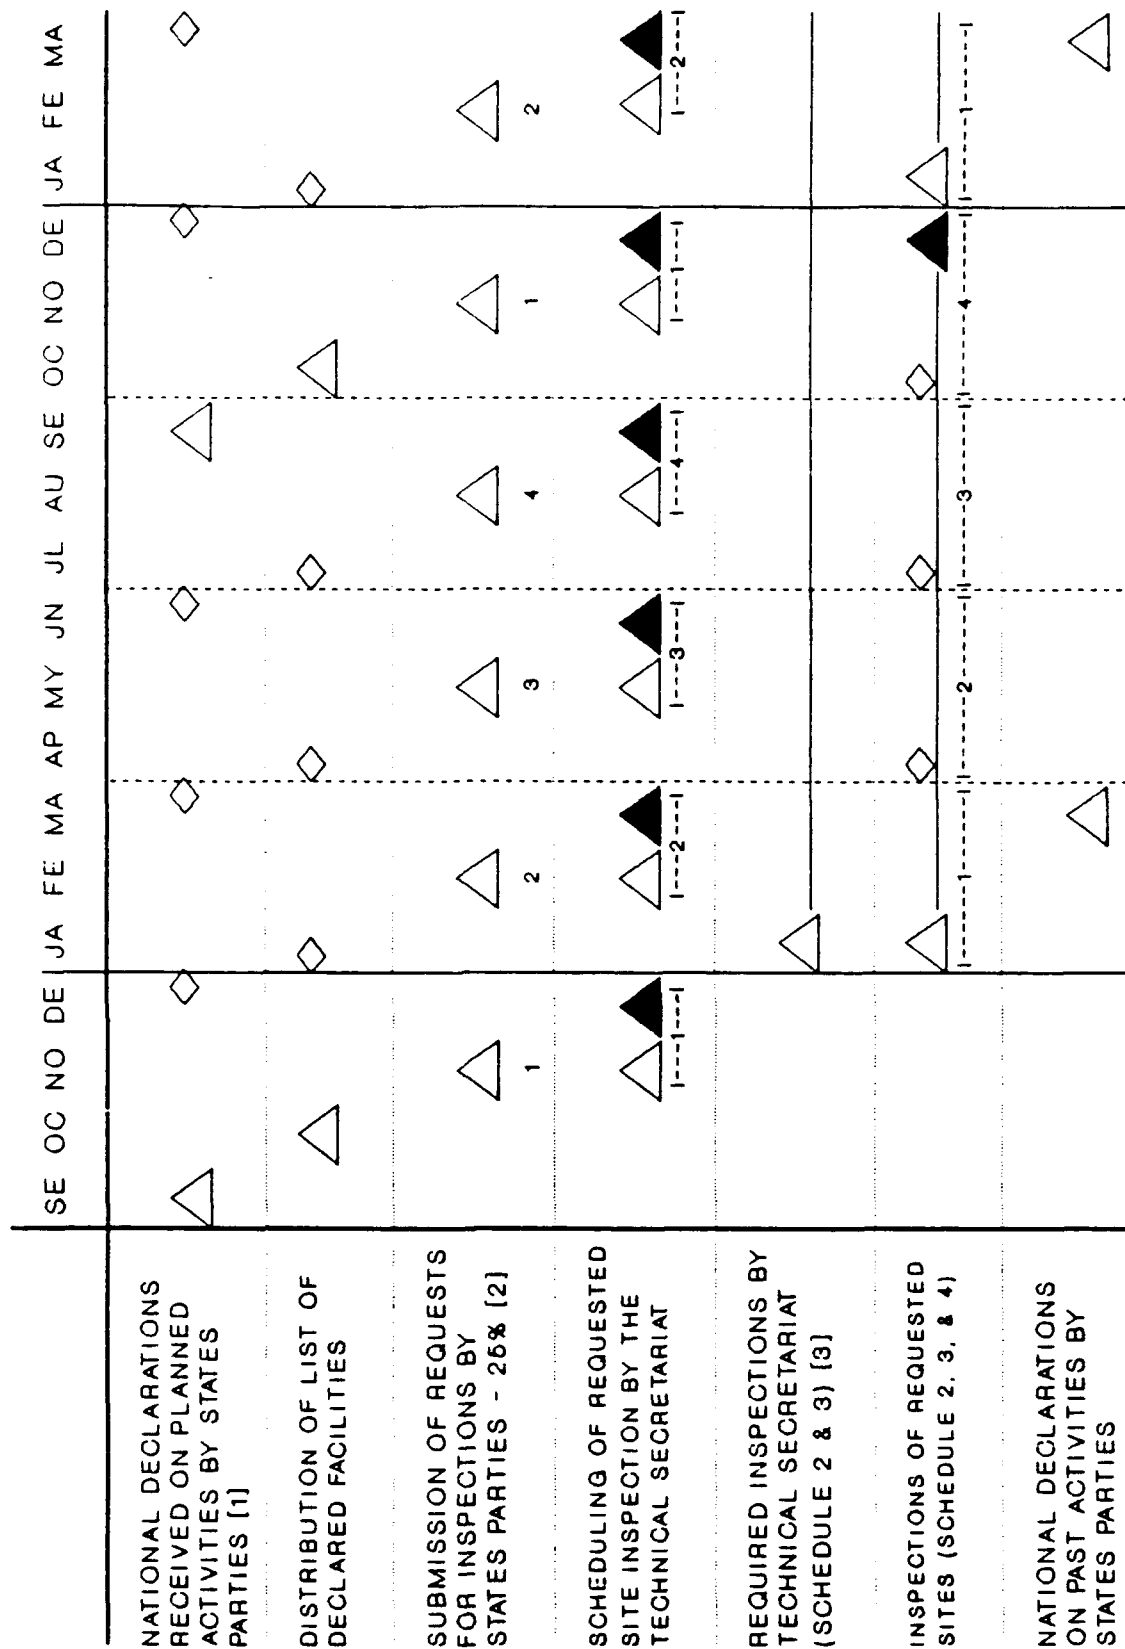 SE OC NO DE JA FE MA AP MY JN JL AU SE OC NO DE JA FE MA
NATIONAL DECLARATIONS
RECEIVED ON PLANNED
ACTIVITIES BY STATES
PARTIES [1]
DISTRIBUTION OF LIST OF
DECLARED FACILITIES
SUBMISSION OF REQUESTS
FOR INSPECTIONS BY
STATES PARTIES - 25% [2]
1 2 3 4 1 2
SCHEDULING OF REQUESTED
SITE INSPECTION BY THE
TECHNICAL SECRETARIAT
I---1---I I---2---I I---3---I I---4---I I---1---I I---2---I
REQUIRED INSPECTIONS BY
TECHNICAL SECRETARIAT
(SCHEDULE 2 & 3) [3]
INSPECTIONS OF REQUESTED
SITES (SCHEDULE 2, 3, & 4)
I--------1--------I I--------2--------I I--------3--------I I--------4--------I I--------1--------I
NATIONAL DECLARATIONS
ON PAST ACTIVITIES BY
STATES PARTIES